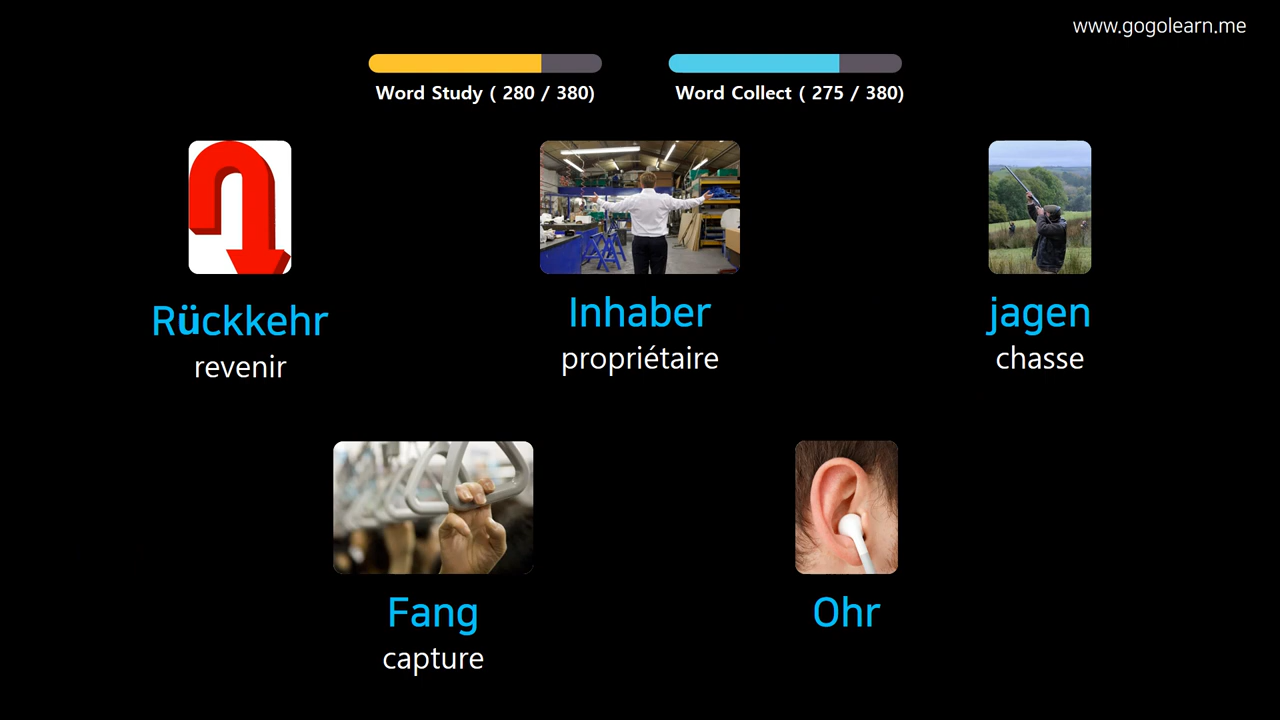 www.gogolearn.me
Word Study ( 280 / 380)
Word Collect ( 275 / 380)
Rückkehr
revenir
Inhaber
propriétaire
jagen
chasse
Fang
capture
Ohr